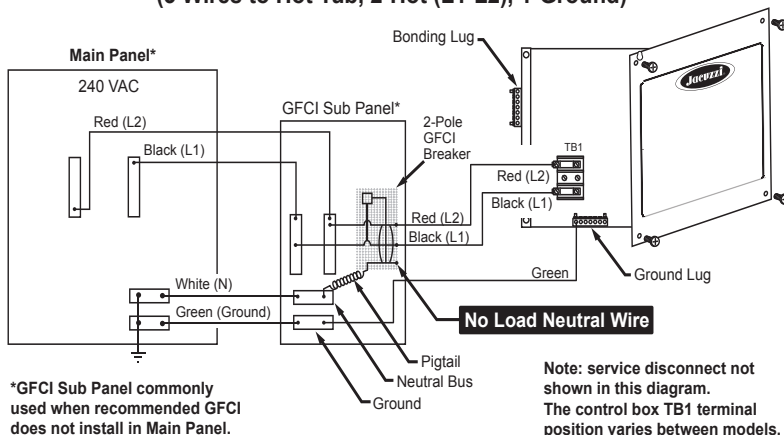 (3 Wires to Hot Tub, 2 Hot (L1-L2), 1 Ground)
Main Panel*
240 VAC
Red (L2)
Black (L1)
White (N)
Green (Ground)
GFCI Sub Panel*
2-Pole
GFCI
Breaker
Red (L2)
Black (L1)
Bonding Lug
Jacuzzi
TB1
Red (L2)
Black (L1)
Green
Ground Lug
No Load Neutral Wire
Pigtail
Neutral Bus
Ground
*GFCI Sub Panel commonly
used when recommended GFCI
does not install in Main Panel.
Note: service disconnect not
shown in this diagram.
The control box TB1 terminal
position varies between models.